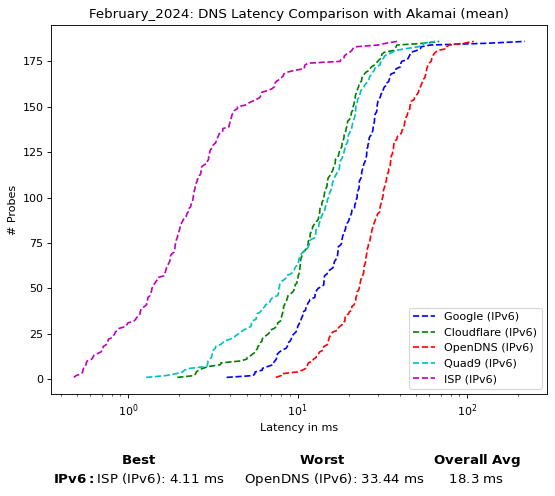 February_2024: DNS Latency Comparison with Akamai (mean)
175
150
125
100
75
50
25
0
# Probes
Google (IPv6)
Cloudflare (IPv6)
OpenDNS (IPv6)
Quad9 (IPv6)
ISP (IPv6)
10⁰ 10¹ 10²
Latency in ms
Best Worst Overall Avg
IPv6: ISP (IPv6): 4.11 ms OpenDNS (IPv6): 33.44 ms 18.3 ms